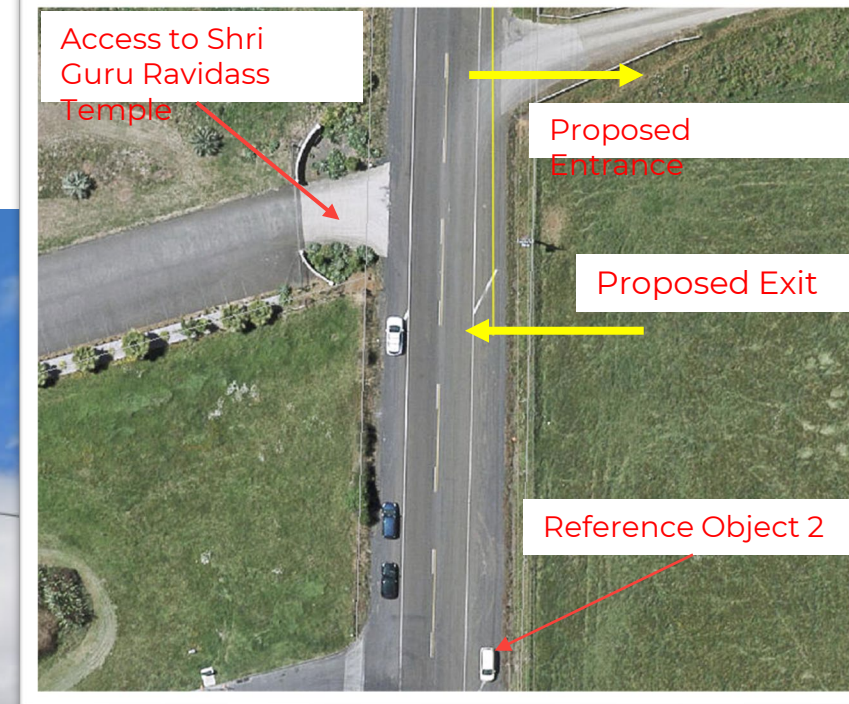 Access to Shri
Guru Ravidass
Temple
Proposed
Entrance
Proposed Exit
Reference Object 2